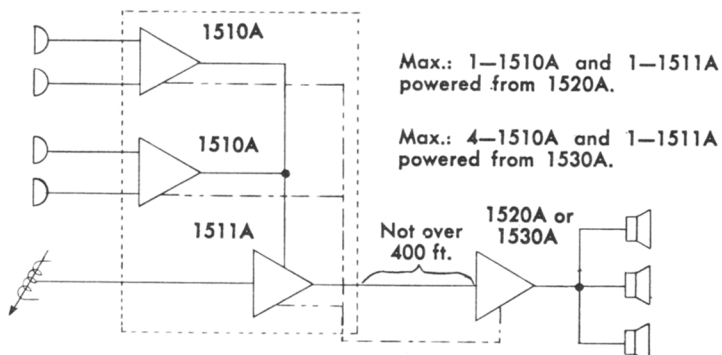 1510A
Max.: 1—1510A and 1—1511A
powered from 1520A.
1510A
Max.: 4—1510A and 1—1511A
powered from 1530A.
1511A
Not over
400 ft.
1520A or
1530A